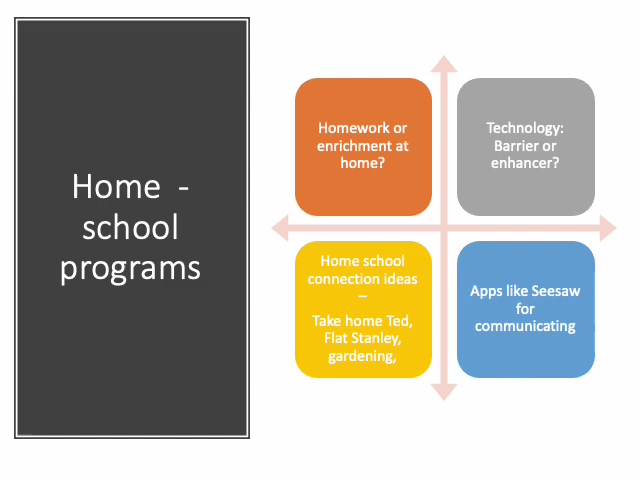 Home  -
school
programs
Homework or
enrichment at
home?
Technology:
Barrier or
enhancer?
Home school
connection ideas
–
Take home Ted,
Flat Stanley,
gardening,
Apps like Seesaw
for
communicating